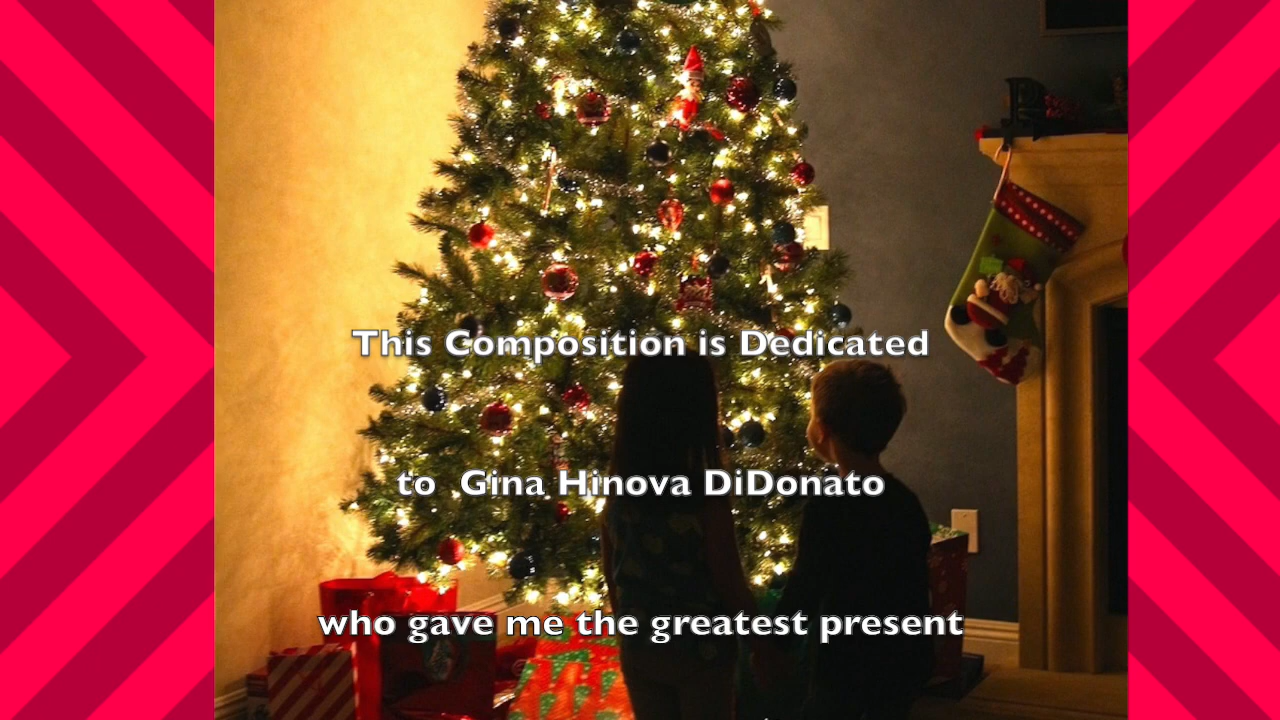 This Composition is Dedicated
to Gina Hinova DiDonato
who gave me the greatest present